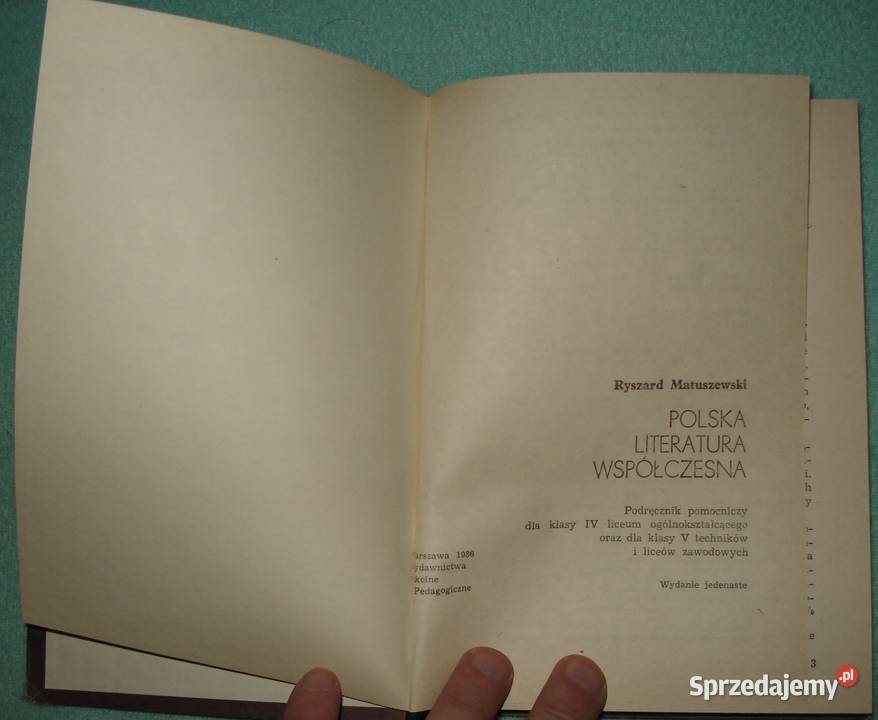 Ryszard Matuszewski
POLSKA
LITERATURA
WSPÓŁCZESNA
Podręcznik pomocniczy
dla klasy IV liceum ogólnokształcącego
oraz dla klasy V techników
i liceów zawodowych
Wydanie jedenaste
arszawa 1986
ydawnictwa
kolne
Pedagogiczne
3
Sprzedajemy.pl